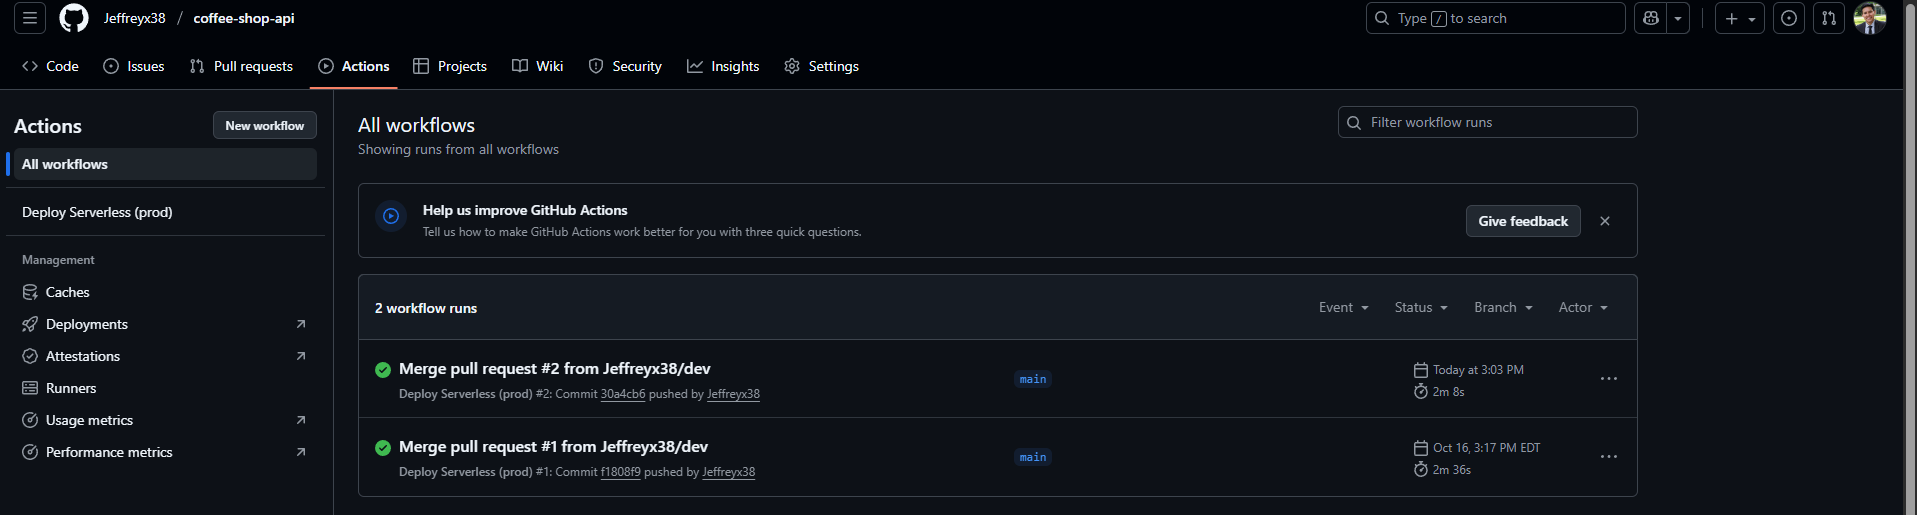 Jeffreyx38 / coffee-shop-api
Type / to search
Code Issues Pull requests Actions Projects Wiki Security Insights Settings
Actions
New workflow
All workflows
Deploy Serverless (prod)
Management
Caches
Deployments
Attestations
Runners
Usage metrics
Performance metrics
All workflows
Showing runs from all workflows
Filter workflow runs
Help us improve GitHub Actions
Tell us how to make GitHub Actions work better for you with three quick questions.
Give feedback
2 workflow runs
Event Status Branch Actor
Merge pull request #2 from Jeffreyx38/dev
Deploy Serverless (prod) #2: Commit 30a4cb6 pushed by Jeffreyx38
main
Today at 3:03 PM
2m 8s
Merge pull request #1 from Jeffreyx38/dev
Deploy Serverless (prod) #1: Commit f1808f9 pushed by Jeffreyx38
main
Oct 16, 3:17 PM EDT
2m 36s